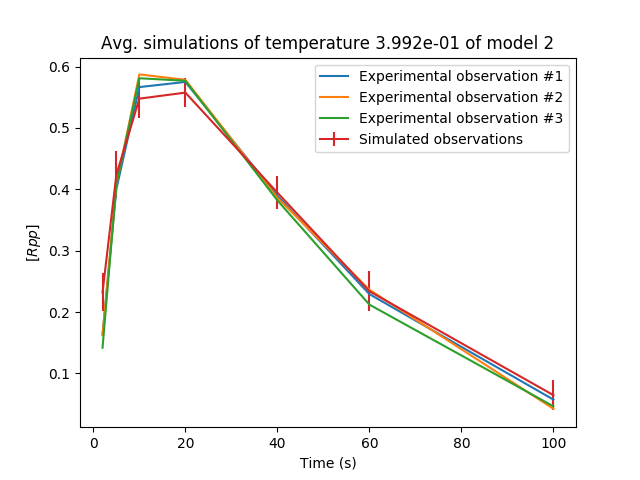 Avg. simulations of temperature 3.992e-01 of model 2
Experimental observation #1
Experimental observation #2
Experimental observation #3
Simulated observations
[Rpp]
0.6
0.5
0.4
0.3
0.2
0.1
0 20 40 60 80 100
Time (s)